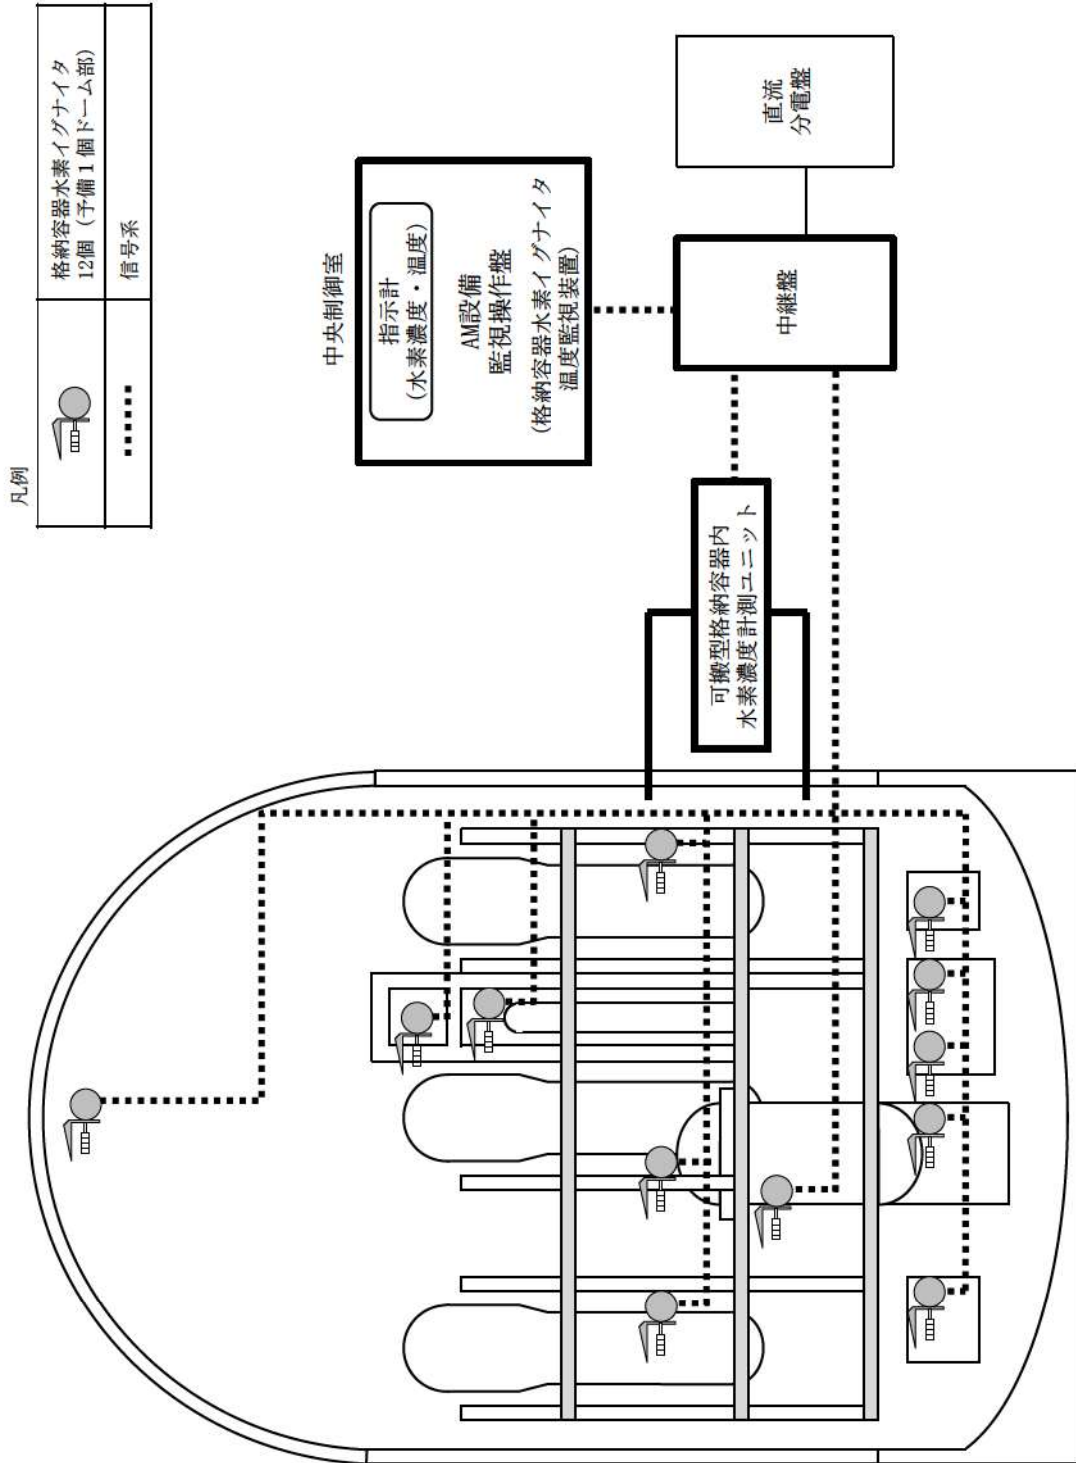 凡例
格納容器水素イグナイタ
12個（予備1個ドーム部）
信号系
中央制御室
指示計
（水素濃度・温度）
AM設備
監視操作盤
（格納容器水素イグナイタ
温度監視装置）
直流
分電盤
中継盤
可搬型格納容器内
水素濃度計測ユニット